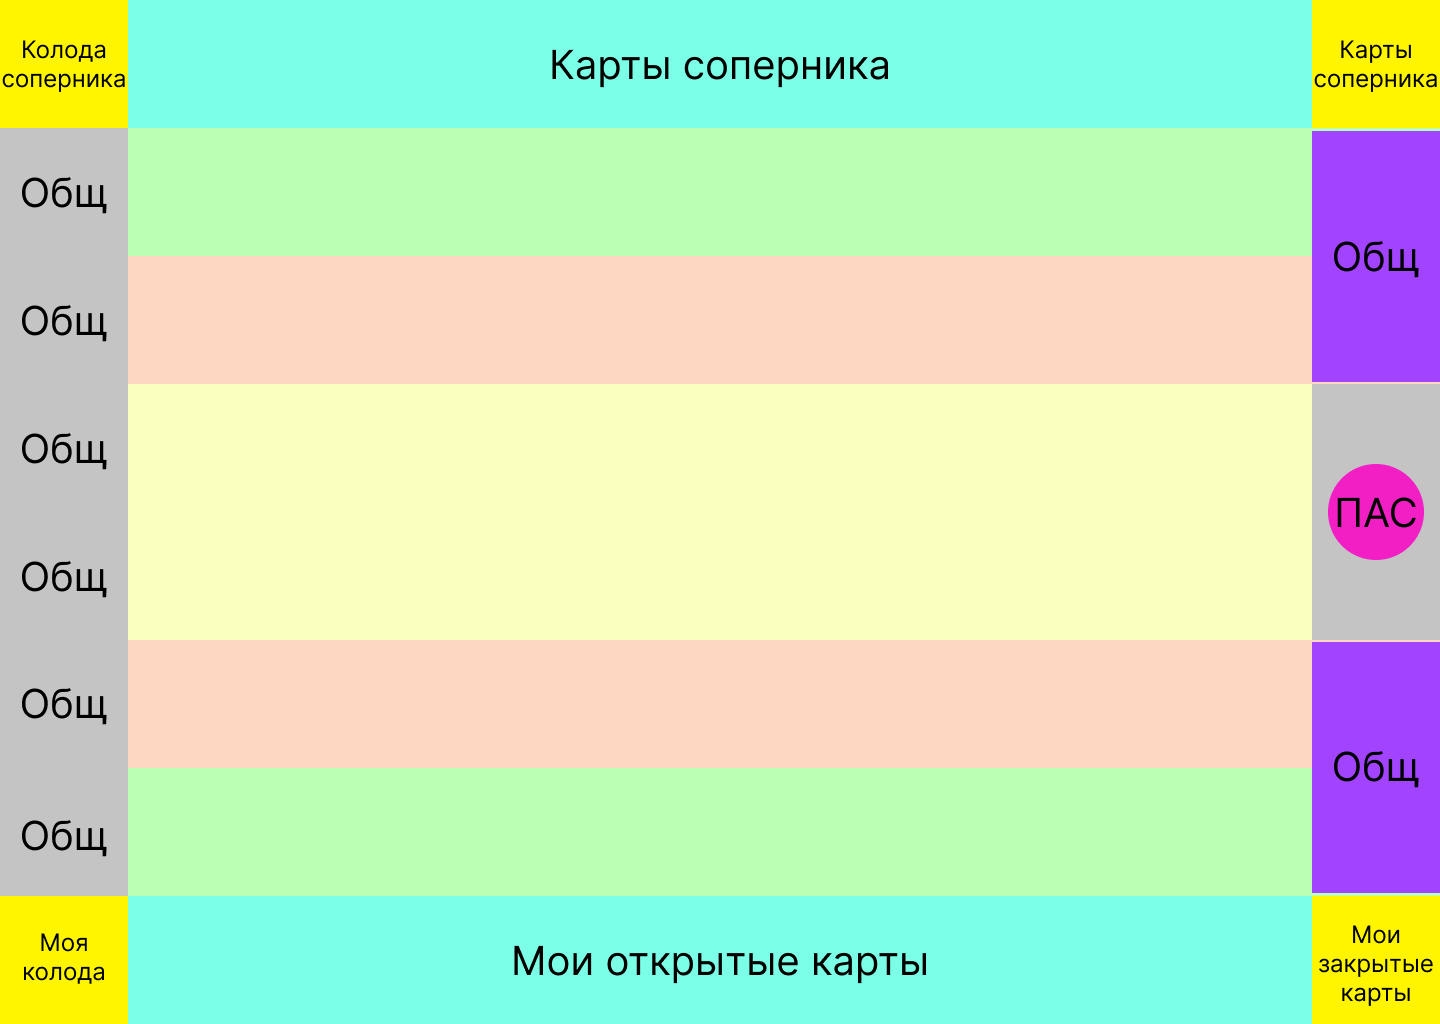 Колода
соперника
Карты соперника
Карты
соперника
Общ
Общ
Общ
Общ
ПАС
Общ
Общ
Общ
Общ
Моя
колода
Мои открытые карты
Мои
закрытые
карты